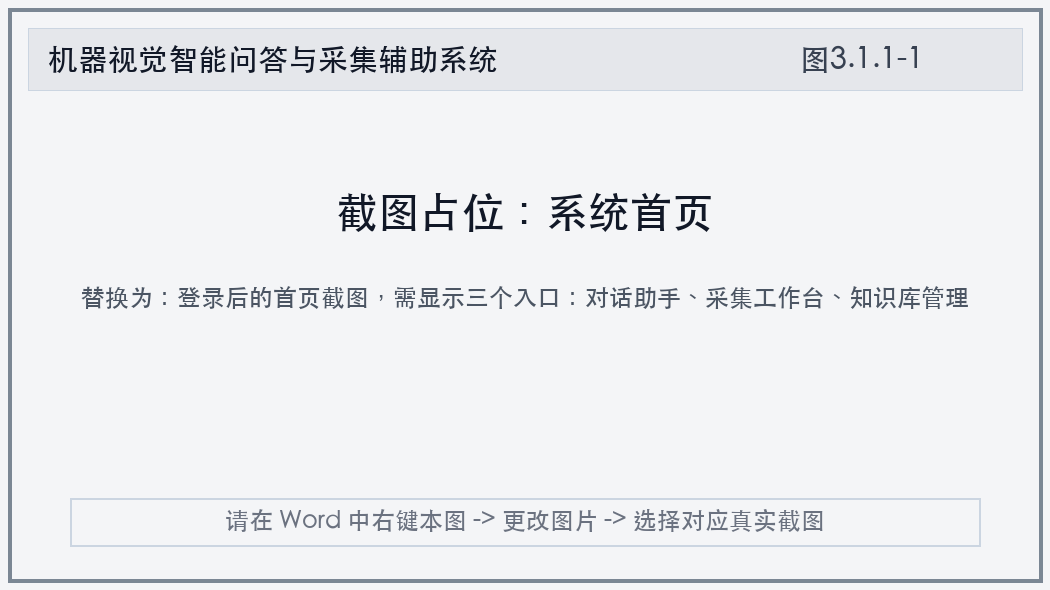 机器视觉智能问答与采集辅助系统 图3.1.1-1
截图占位：系统首页
替换为：登录后的首页截图，需显示三个入口：对话助手、采集工作台、知识库管理
请在 Word 中右键本图 -> 更改图片 -> 选择对应真实截图